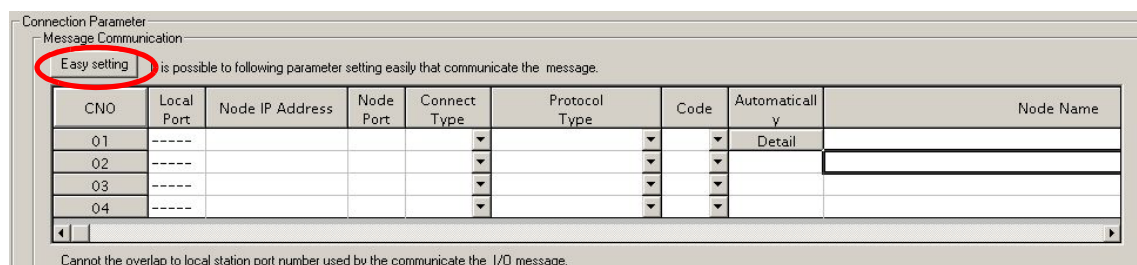 Connection Parameter
Message Communication
Easy setting is possible to following parameter setting easily that communicate the message.
CNO Local Port Node IP Address Node Port Connect Type Protocol Type Code Automatically Node Name
01 ----- Detail
02 -----
03 -----
04 -----
Cannot the overlap to local station port number used by the communicate the I/O message.